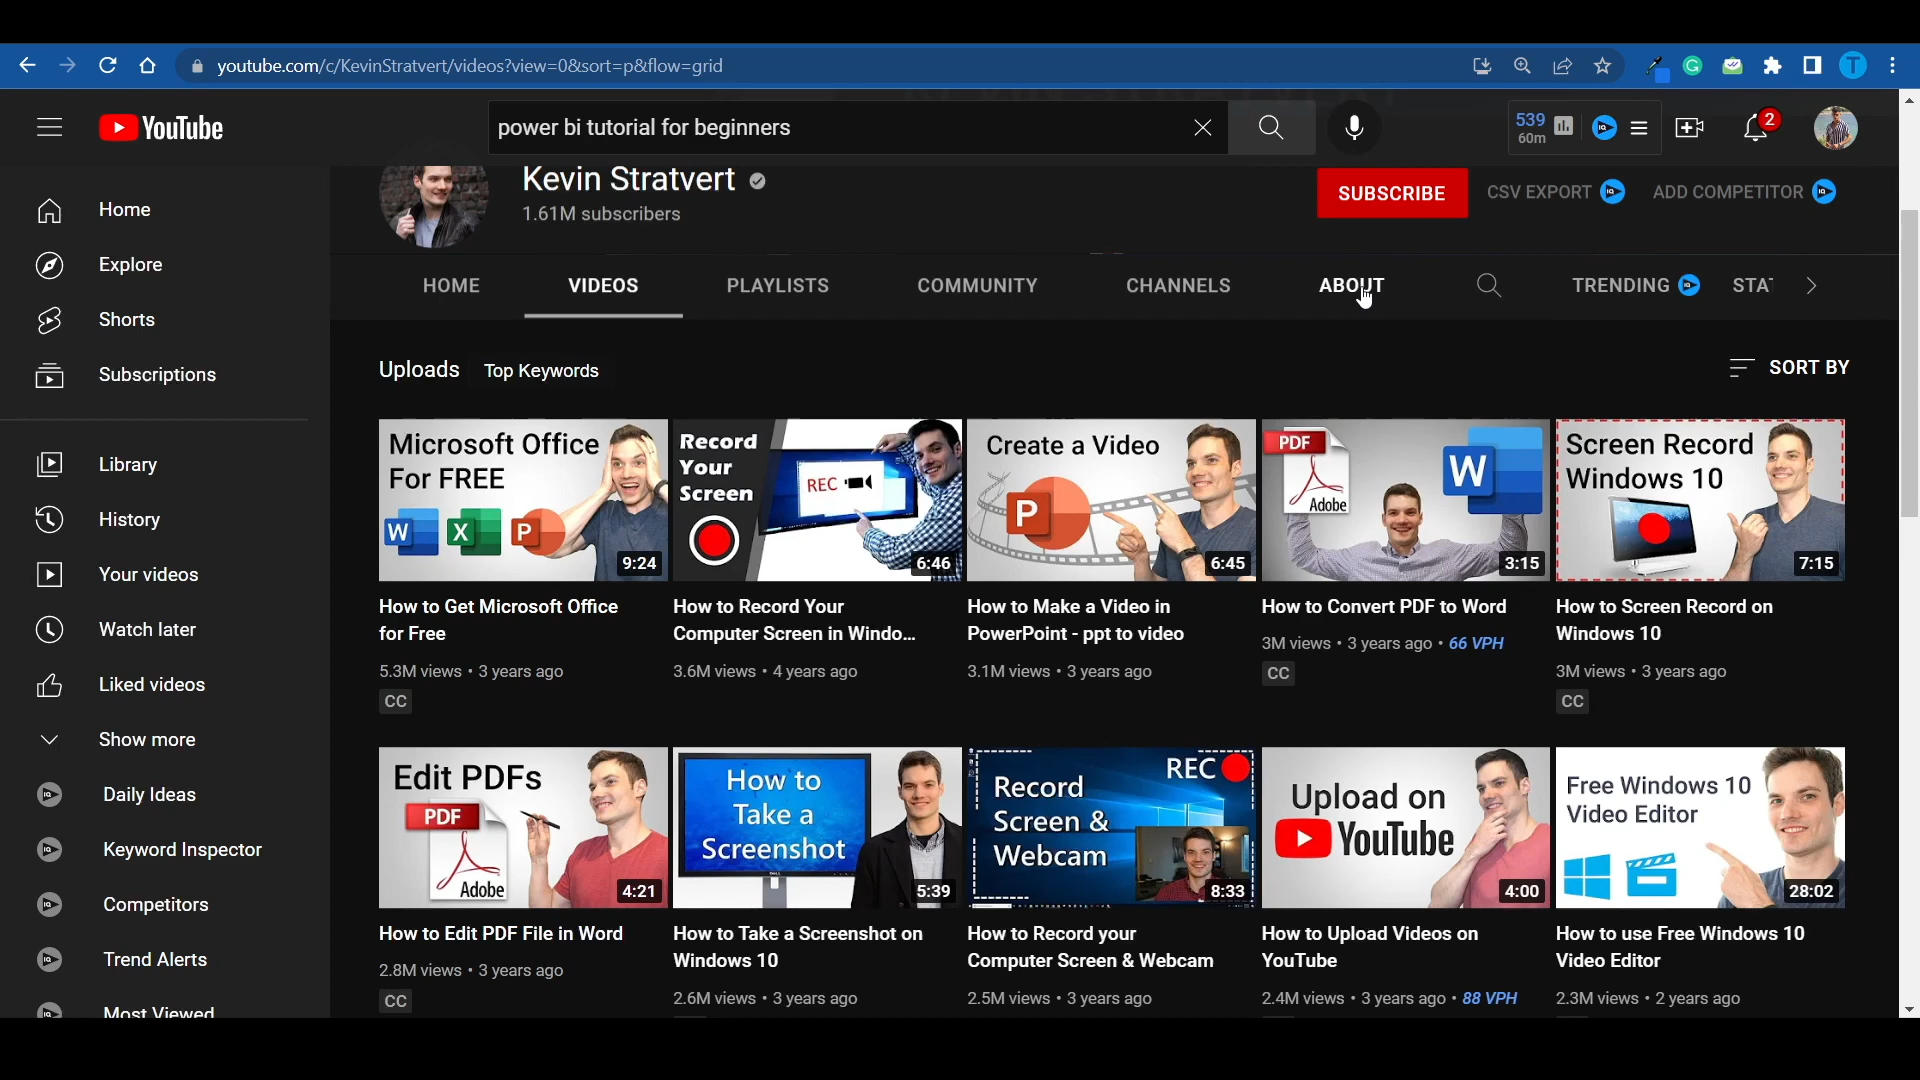 youtube.com/c/KevinStratvert/videos?view=0&sort=p&flow=grid
T
YouTube
power bi tutorial for beginners
539
60m
2
Kevin Stratvert
1.61M subscribers
SUBSCRIBE
CSV EXPORT
ADD COMPETITOR
HOME
VIDEOS
PLAYLISTS
COMMUNITY
CHANNELS
ABOUT
TRENDING
STAT
Home
Explore
Shorts
Subscriptions
Library
History
Your videos
Watch later
Liked videos
Show more
Daily Ideas
Keyword Inspector
Competitors
Trend Alerts
Most Viewed
Uploads
Top Keywords
SORT BY
Microsoft Office
For FREE
W X P
9:24
How to Get Microsoft Office
for Free
5.3M views • 3 years ago
CC
Record
Your
Screen
REC
6:46
How to Record Your
Computer Screen in Windo...
3.6M views • 4 years ago
Create a Video
P
6:45
How to Make a Video in
PowerPoint - ppt to video
3.1M views • 3 years ago
PDF
Adobe
W
3:15
How to Convert PDF to Word
3M views • 3 years ago • 66 VPH
CC
Screen Record
Windows 10
7:15
How to Screen Record on
Windows 10
3M views • 3 years ago
CC
Edit PDFs
PDF
Adobe
4:21
How to Edit PDF File in Word
2.8M views • 3 years ago
CC
How to
Take a
Screenshot
5:39
How to Take a Screenshot on
Windows 10
2.6M views • 3 years ago
REC
Record
Screen &
Webcam
8:33
How to Record your
Computer Screen & Webcam
2.5M views • 3 years ago
Upload on
YouTube
4:00
How to Upload Videos on
YouTube
2.4M views • 3 years ago • 88 VPH
Free Windows 10
Video Editor
28:02
How to use Free Windows 10
Video Editor
2.3M views • 2 years ago